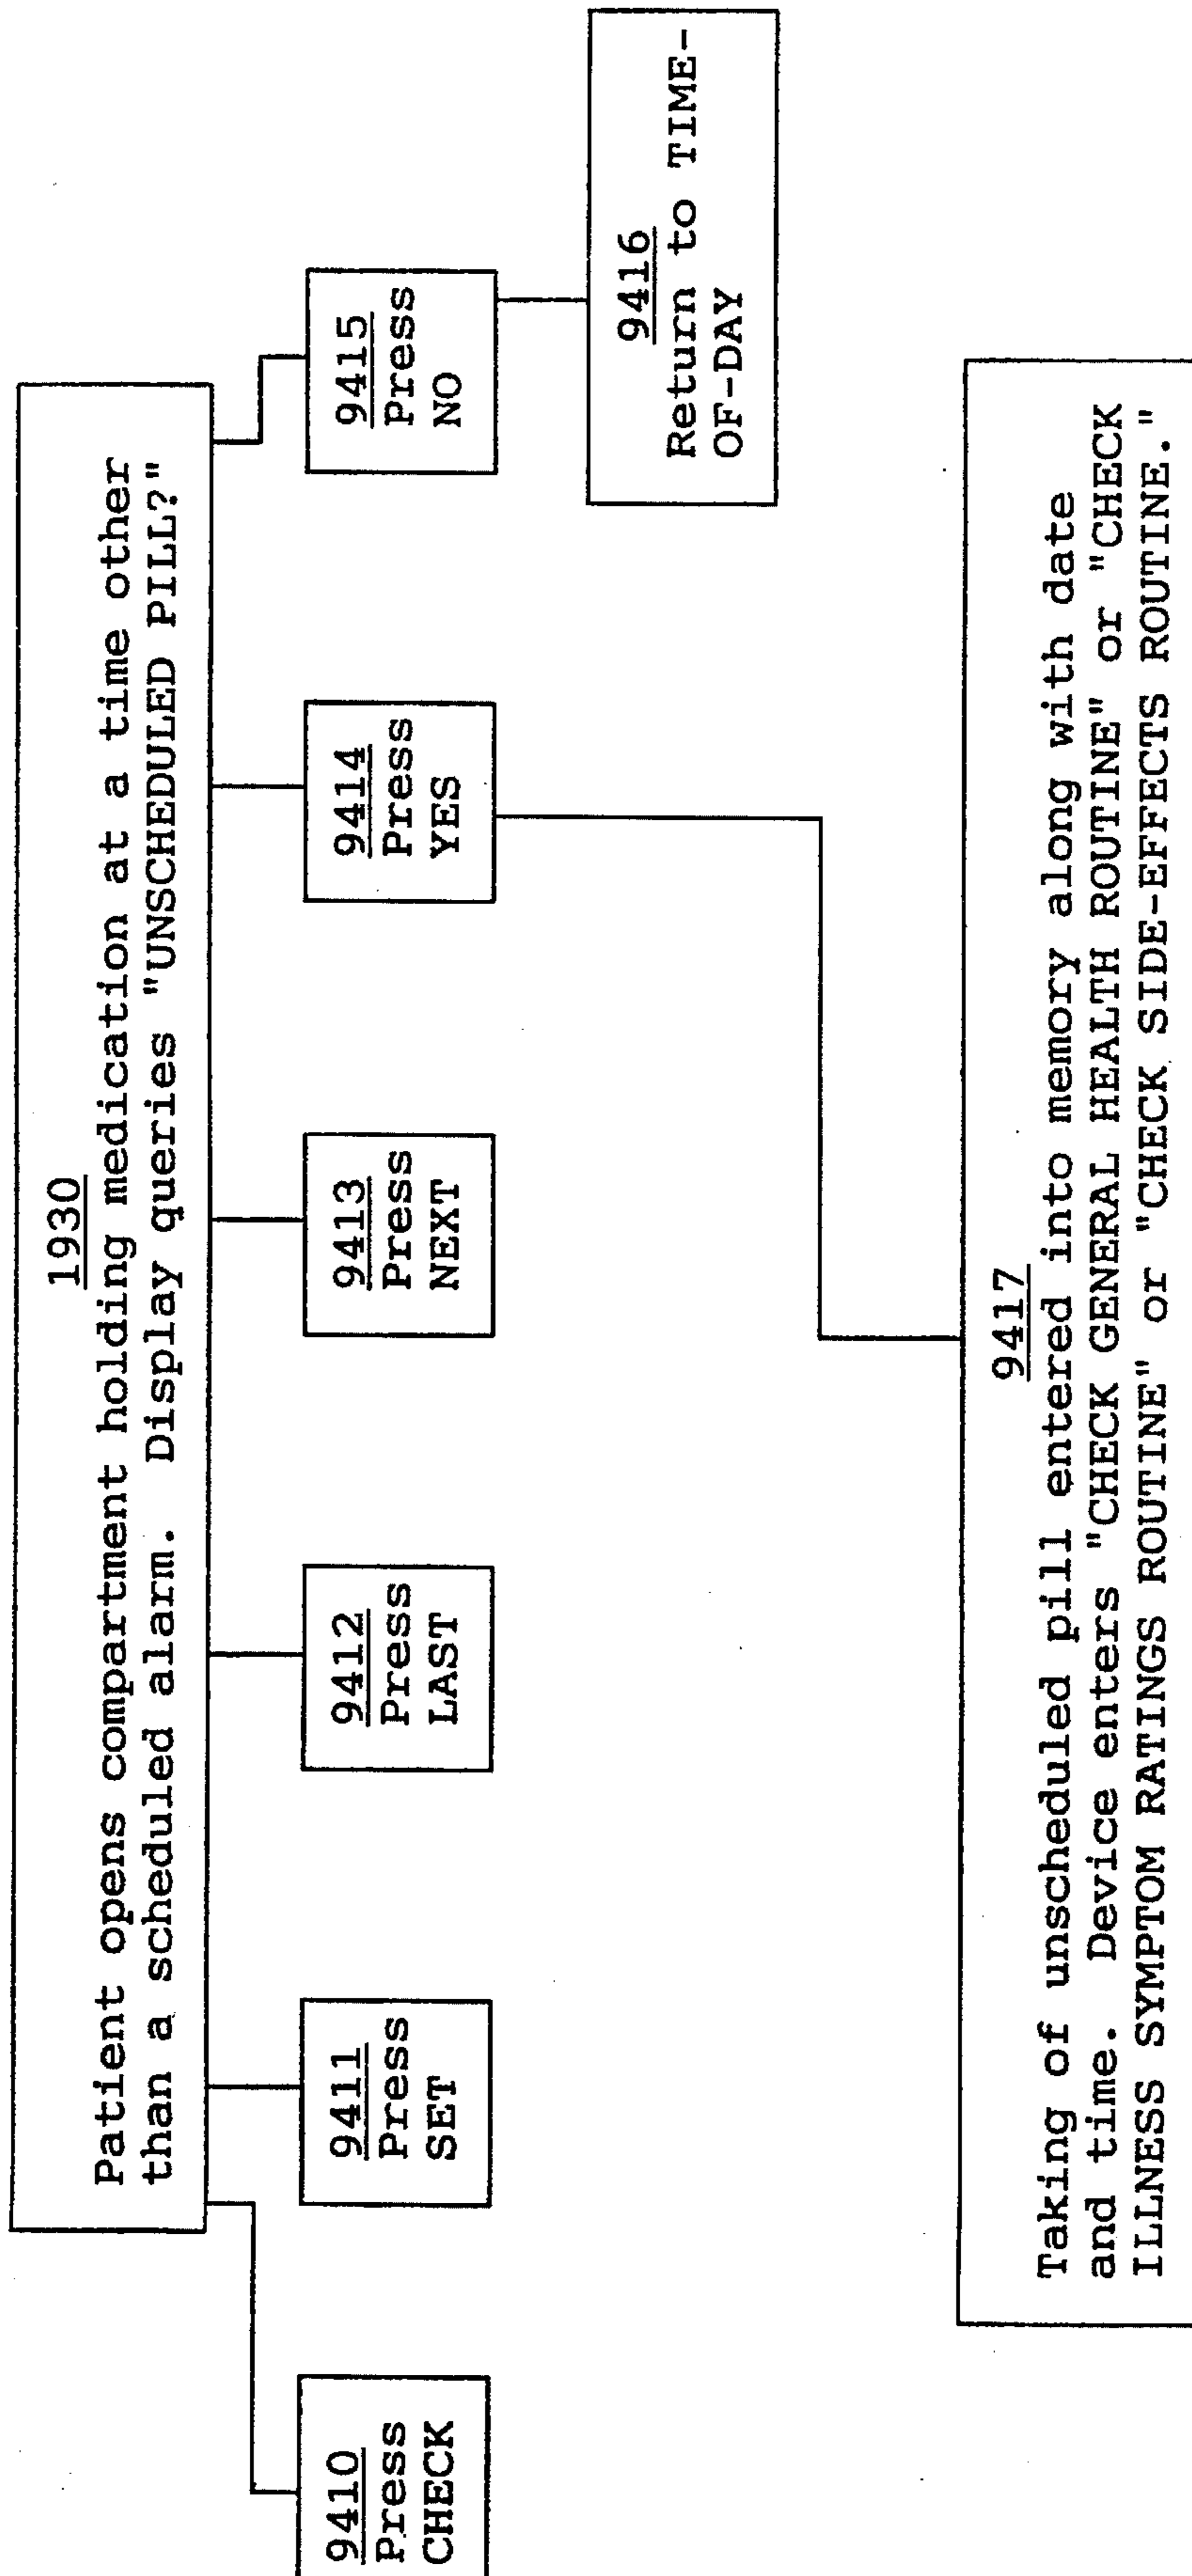 1930
Patient opens compartment holding medication at a time other
than a scheduled alarm. Display queries "UNSCHEDULED PILL?"
9410
Press
CHECK
9411
Press
SET
9412
Press
LAST
9413
Press
NEXT
9414
Press
YES
9415
Press
NO
9416
Return to TIME-
OF-DAY
9417
Taking of unscheduled pill entered into memory along with date
and time. Device enters "CHECK GENERAL HEALTH ROUTINE" or "CHECK
ILLNESS SYMPTOM RATINGS ROUTINE" or "CHECK SIDE-EFFECTS ROUTINE."